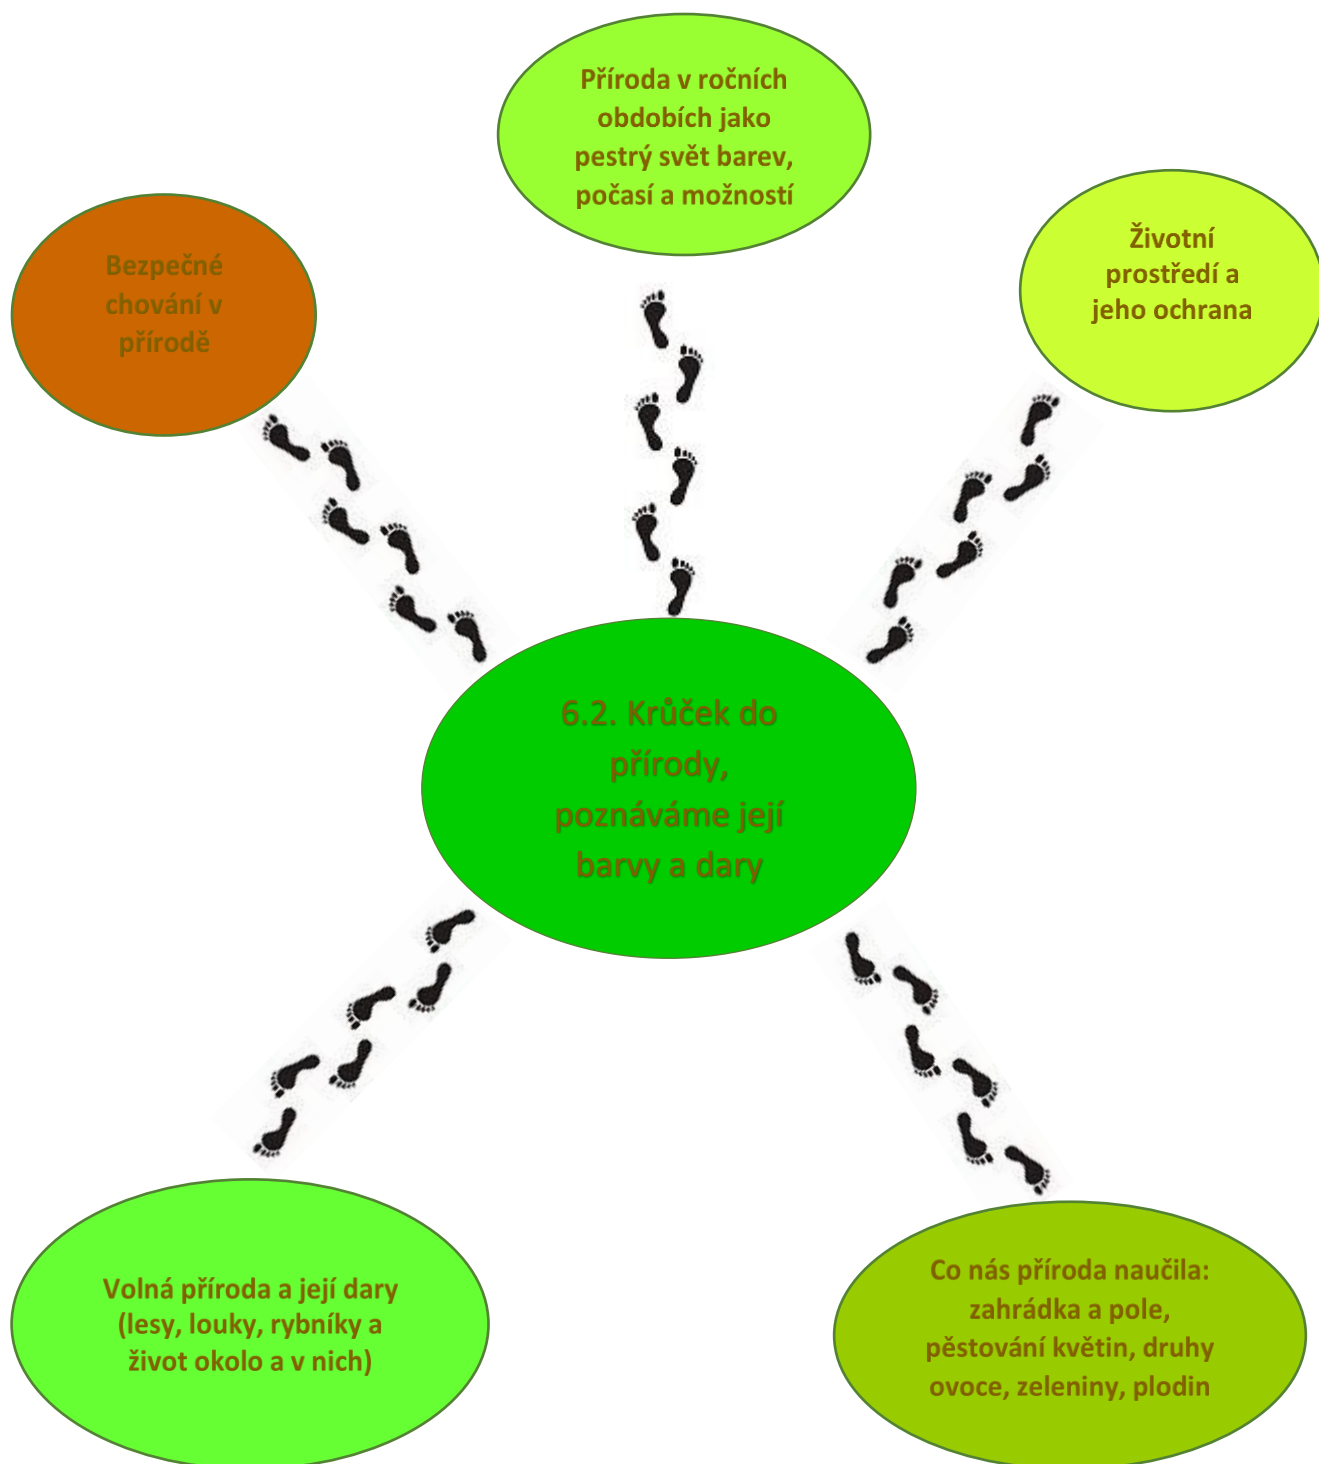 Příroda v ročních
obdobích jako
pestrý svět barev,
počasí a možností
Bezpečné
chování v
přírodě
Životní
prostředí a
jeho ochrana
6.2. Krůček do
přírody,
poznáváme její
barvy a dary
Volná příroda a její dary
(lesy, louky, rybníky a
život okolo a v nich)
Co nás příroda naučila:
zahrádka a pole,
pěstování květin, druhy
ovoce, zeleniny, plodin